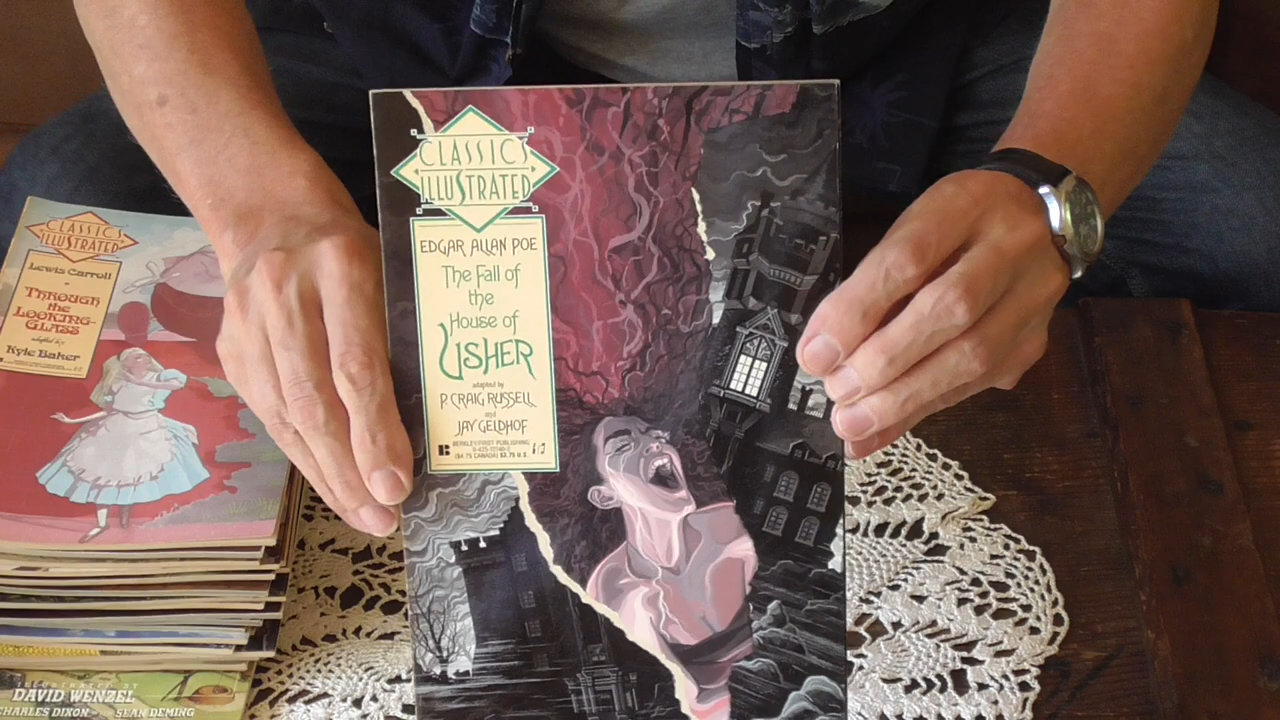 CLASSICS
ILLUSTRATED
EDGAR ALLAN POE
The Fall of
the
House of
USHER
adapted by
P. CRAIG RUSSELL
and
JAY GELDHOF
BERKLEY/FIRST PUBLISHING
($4.75 CANADA) $3.75 U.S.
CLASSICS
ILLUSTRATED
Lewis Carroll
THROUGH
the
LOOKING-
GLASS
adapted by
Kyle Baker
ILLUSTRATED BY
DAVID WENZEL
CHARLES DIXON
SEAN DEMING